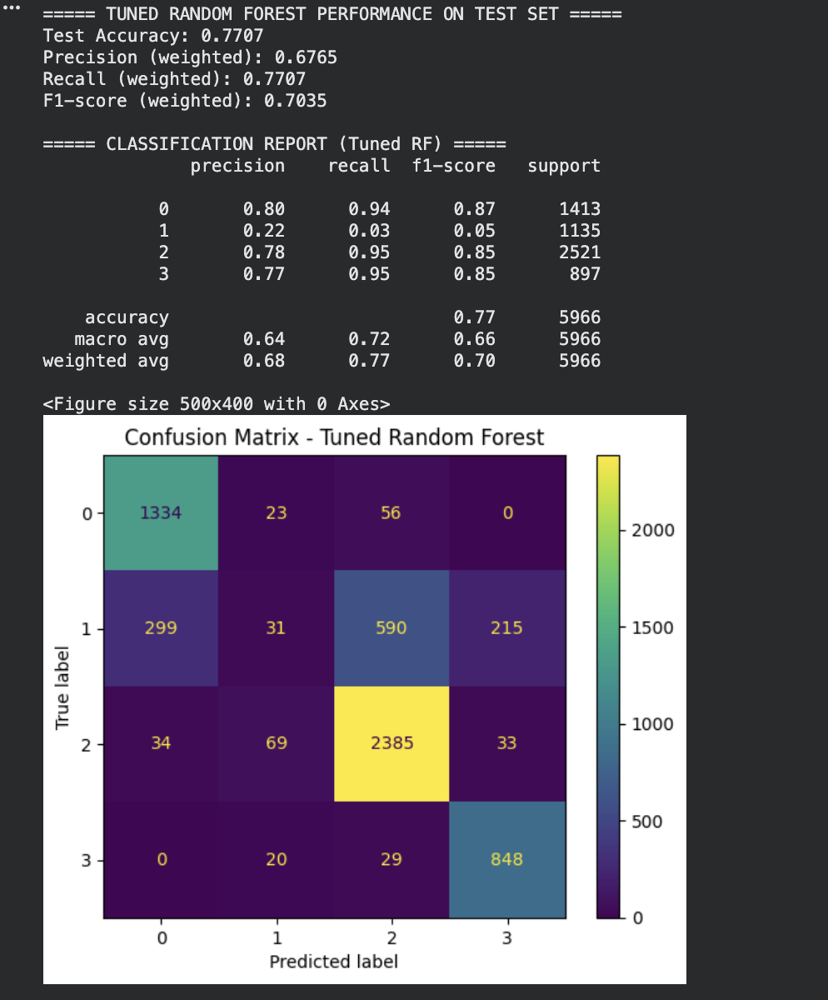 ===== TUNED RANDOM FOREST PERFORMANCE ON TEST SET =====
Test Accuracy: 0.7707
Precision (weighted): 0.6765
Recall (weighted): 0.7707
F1-score (weighted): 0.7035
===== CLASSIFICATION REPORT (Tuned RF) =====
precision recall f1-score support
0 0.80 0.94 0.87 1413
1 0.22 0.03 0.05 1135
2 0.78 0.95 0.85 2521
3 0.77 0.95 0.85 897
accuracy 0.77 5966
macro avg 0.64 0.72 0.66 5966
weighted avg 0.68 0.77 0.70 5966
<Figure size 500x400 with 0 Axes>
Confusion Matrix - Tuned Random Forest
0 1334 23 56 0
1 299 31 590 215
2 34 69 2385 33
3 0 20 29 848
0 1 2 3
Predicted label
True label
2000
1500
1000
500
0